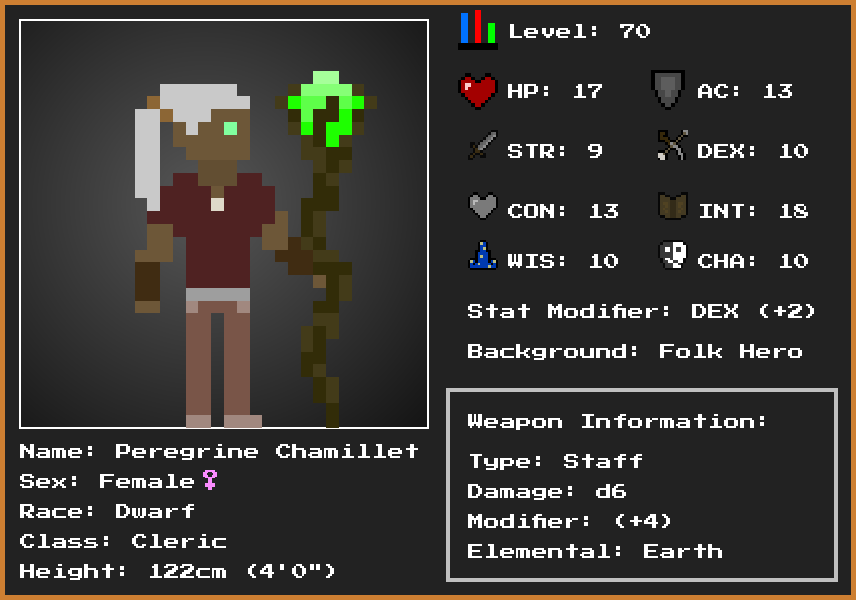 Level: 70
HP: 17
AC: 13
STR: 9
DEX: 10
CON: 13
INT: 18
WIS: 10
CHA: 10
Stat Modifier: DEX (+2)
Background: Folk Hero
Weapon Information:
Type: Staff
Damage: d6
Modifier: (+4)
Elemental: Earth
Name: Peregrine Chamillet
Sex: Female♀
Race: Dwarf
Class: Cleric
Height: 122cm (4'0")